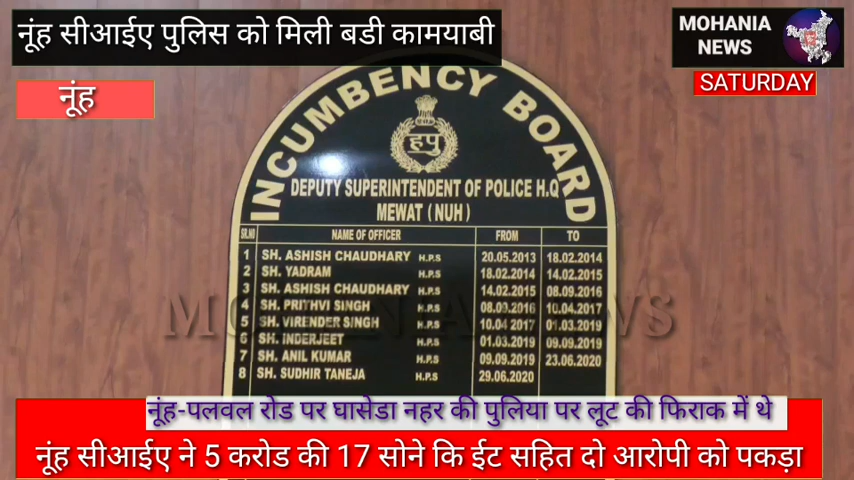 नूंह सीआईए पुलिस को मिली बडी कामयाबी
MOHANIA
NEWS
SATURDAY
नूंह
INCUMBENCY BOARD
हपु
DEPUTY SUPERINTENDENT OF POLICE H.Q
MEWAT (NUH)
SR.NO NAME OF OFFICER FROM TO
1 SH. ASHISH CHAUDHARY H.P.S 20.05.2013 18.02.2014
2 SH. YADRAM H.P.S 18.02.2014 14.02.2015
3 SH. ASHISH CHAUDHARY H.P.S 14.02.2015 08.09.2016
4 SH. PRITHVI SINGH H.P.S 08.09.2016 10.04.2017
5 SH. VIRENDER SINGH H.P.S 10.04.2017 01.03.2019
6 SH. INDERJEET H.P.S 01.03.2019 09.09.2019
7 SH. ANIL KUMAR H.P.S 09.09.2019 23.06.2020
8 SH. SUDHIR TANEJA H.P.S 29.06.2020
MOHANIA NEWS
नूंह-पलवल रोड पर घासेडा नहर की पुलिया पर लूट की फिराक में थे
नूंह सीआईए ने 5 करोड की 17 सोने कि ईट सहित दो आरोपी को पकड़ा